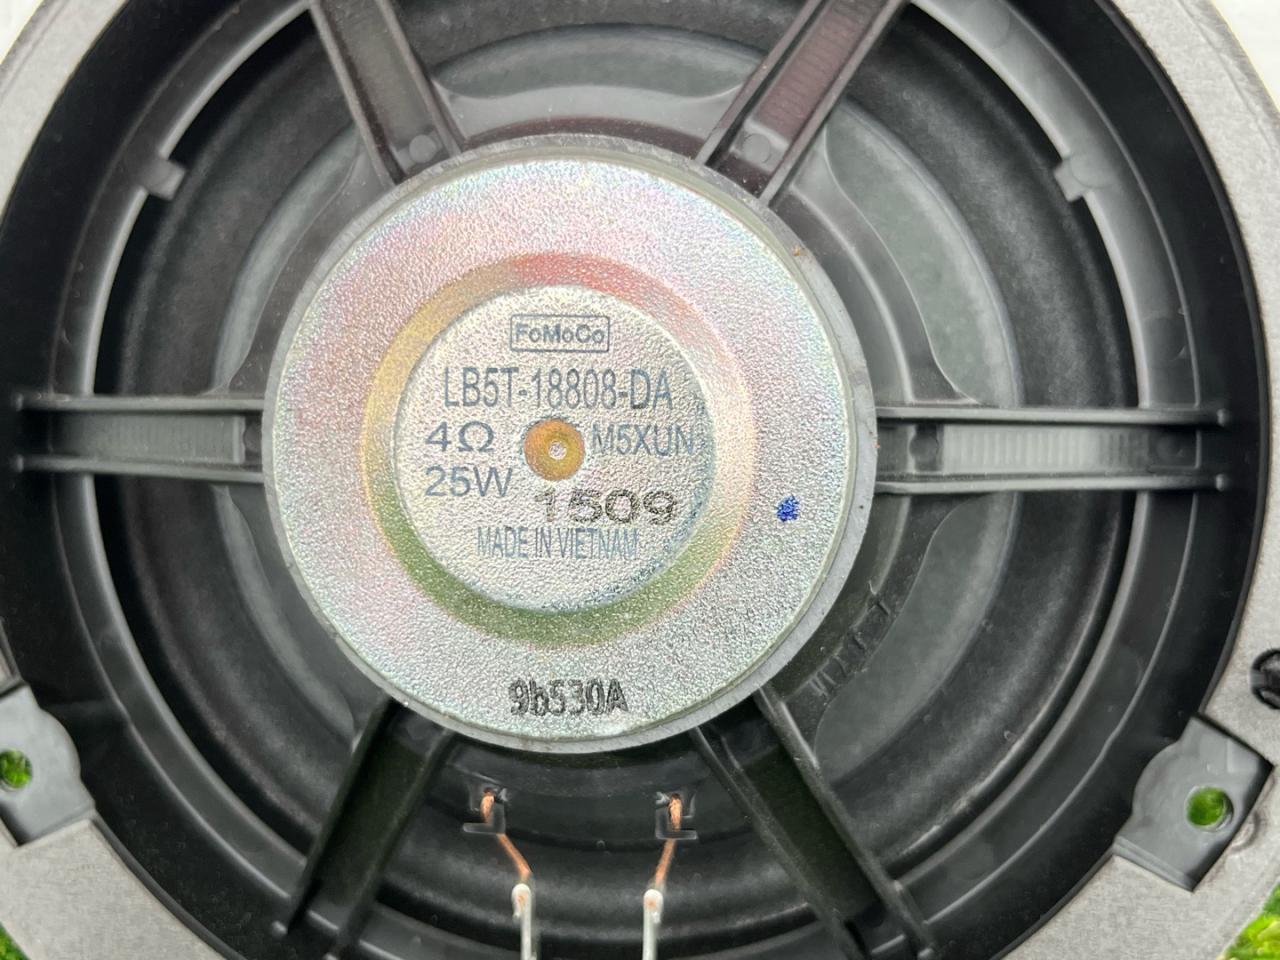 FoMoCo
LB5T-18808-DA
4Ω M5XUN
25W 1509
MADE IN VIETNAM
9b530A